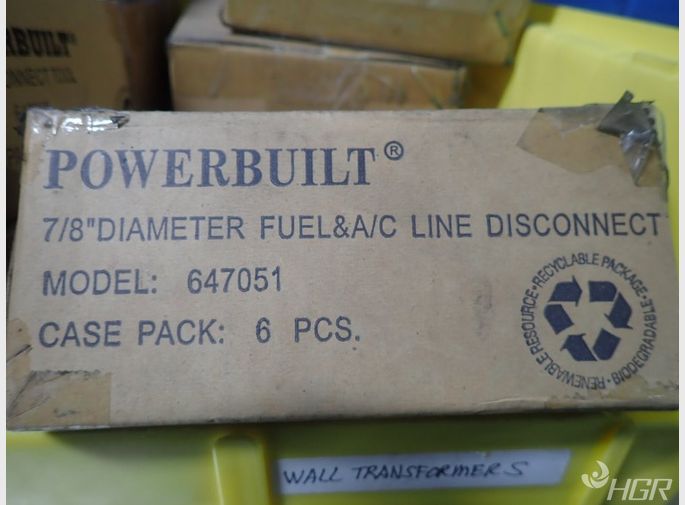 RBUILT
POWERBUILT®
7/8"DIAMETER FUEL&A/C LINE DISCONNECT
MODEL: 647051
CASE PACK: 6 PCS.
RECYCLABLE PACKAGE
BIODEGRADABLE
RENEWABLE RESOURCE
WALL TRANSFORMERS
HGR